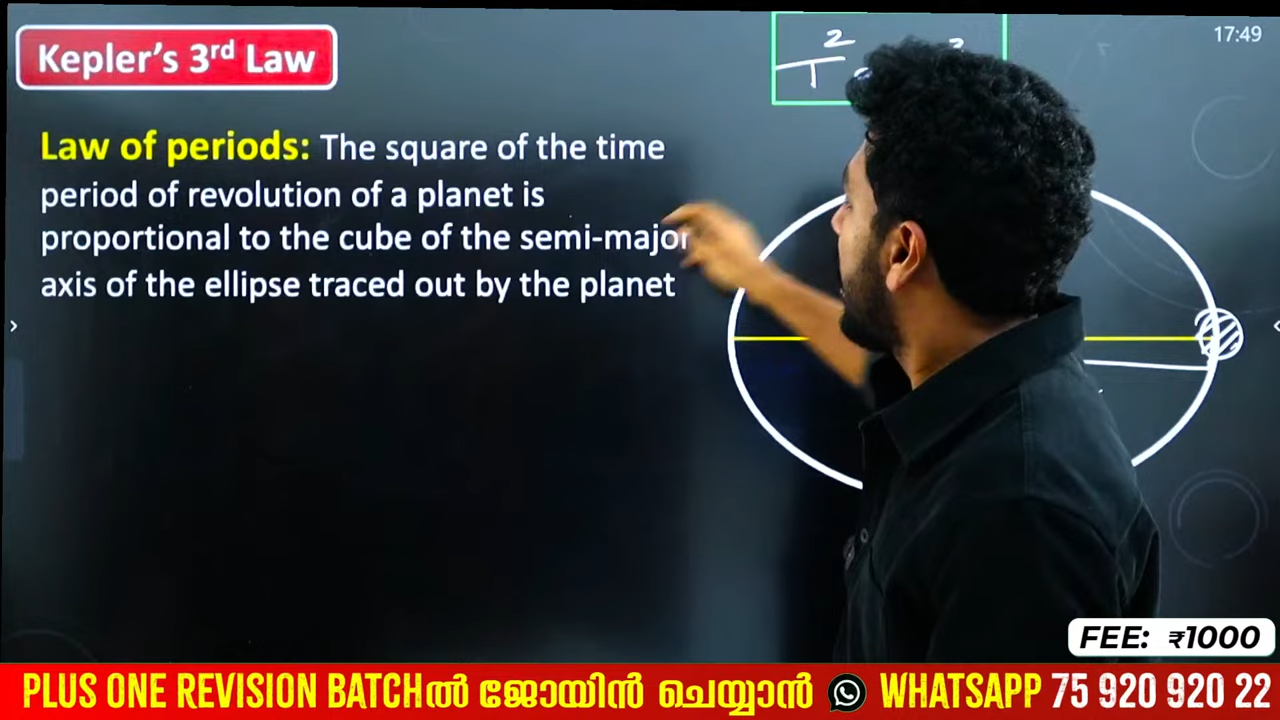 Kepler's 3rd Law
2
T
17:49
Law of periods: The square of the time
period of revolution of a planet is
proportional to the cube of the semi-major
axis of the ellipse traced out by the planet
FEE: ₹1000
PLUS ONE REVISION BATCHൽ ജോയിൻ ചെയ്യാൻ WHATSAPP 75 920 920 22